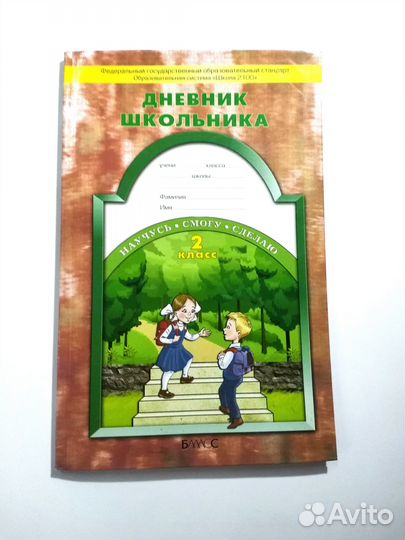 Федеральный государственный образовательный стандарт
Образовательная система «Школа 2100»
ДНЕВНИК
ШКОЛЬНИКА
учени класса
школы
Фамилия
Имя
НАУЧУСЬ • СМОГУ • СДЕЛАЮ
2
класс
БАЛАСС
Avito